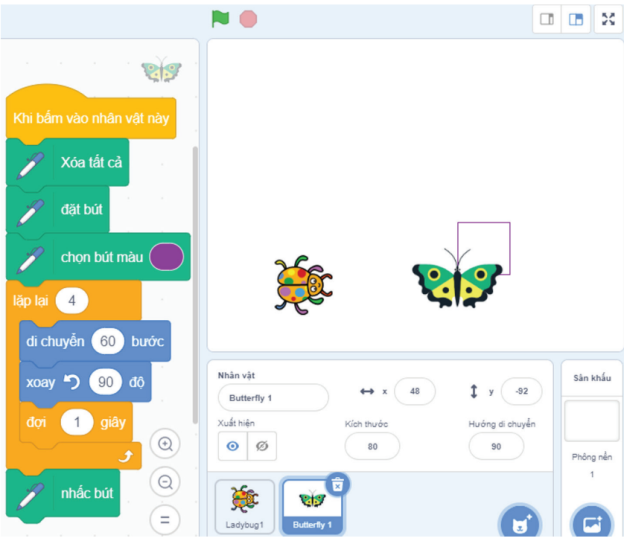 Khi bấm vào nhân vật này
Xóa tất cả
đặt bút
chọn bút màu
lặp lại 4
di chuyển 60 bước
xoay 90 độ
đợi 1 giây
nhấc bút
Nhân vật
Butterfly 1
x 48
y -92
Xuất hiện
Kích thước
80
Hướng di chuyển
90
Ladybug1
Butterfly 1
Sân khấu
Phông nền
1